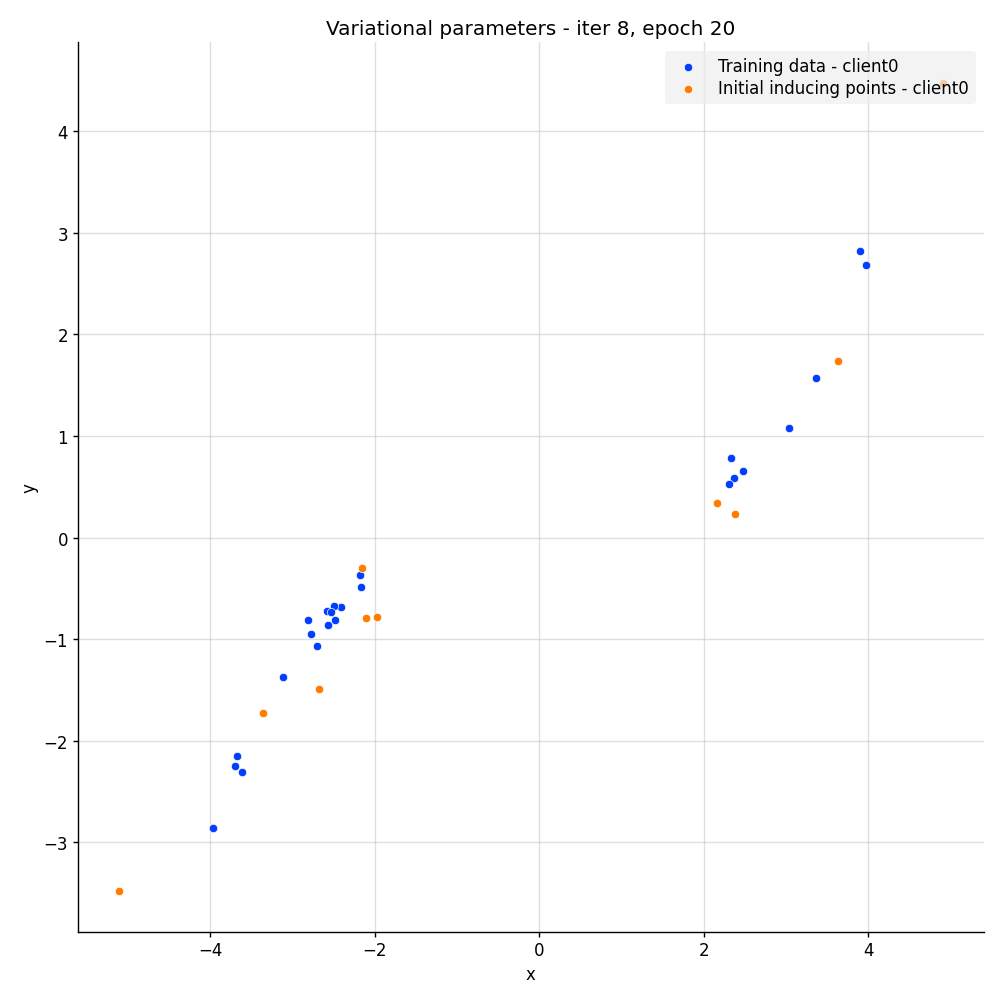 Variational parameters - iter 8, epoch 20
Training data - client0
Initial inducing points - client0
4
3
2
1
0
−1
−2
−3
y
−4 −2 0 2 4
x